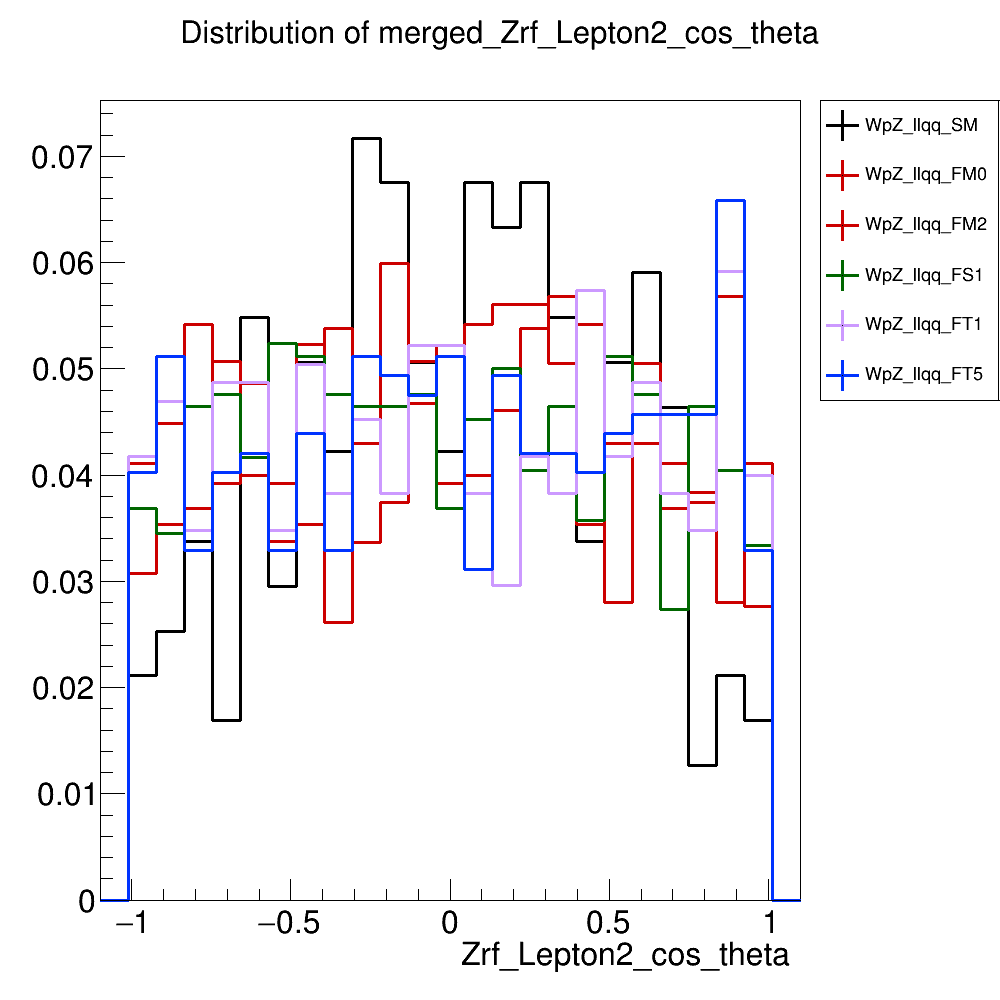 Distribution of merged_Zrf_Lepton2_cos_theta
WpZ_llqq_SM
WpZ_llqq_FM0
WpZ_llqq_FM2
WpZ_llqq_FS1
WpZ_llqq_FT1
WpZ_llqq_FT5
0.07
0.06
0.05
0.04
0.03
0.02
0.01
0
−1 −0.5 0 0.5 1
Zrf_Lepton2_cos_theta